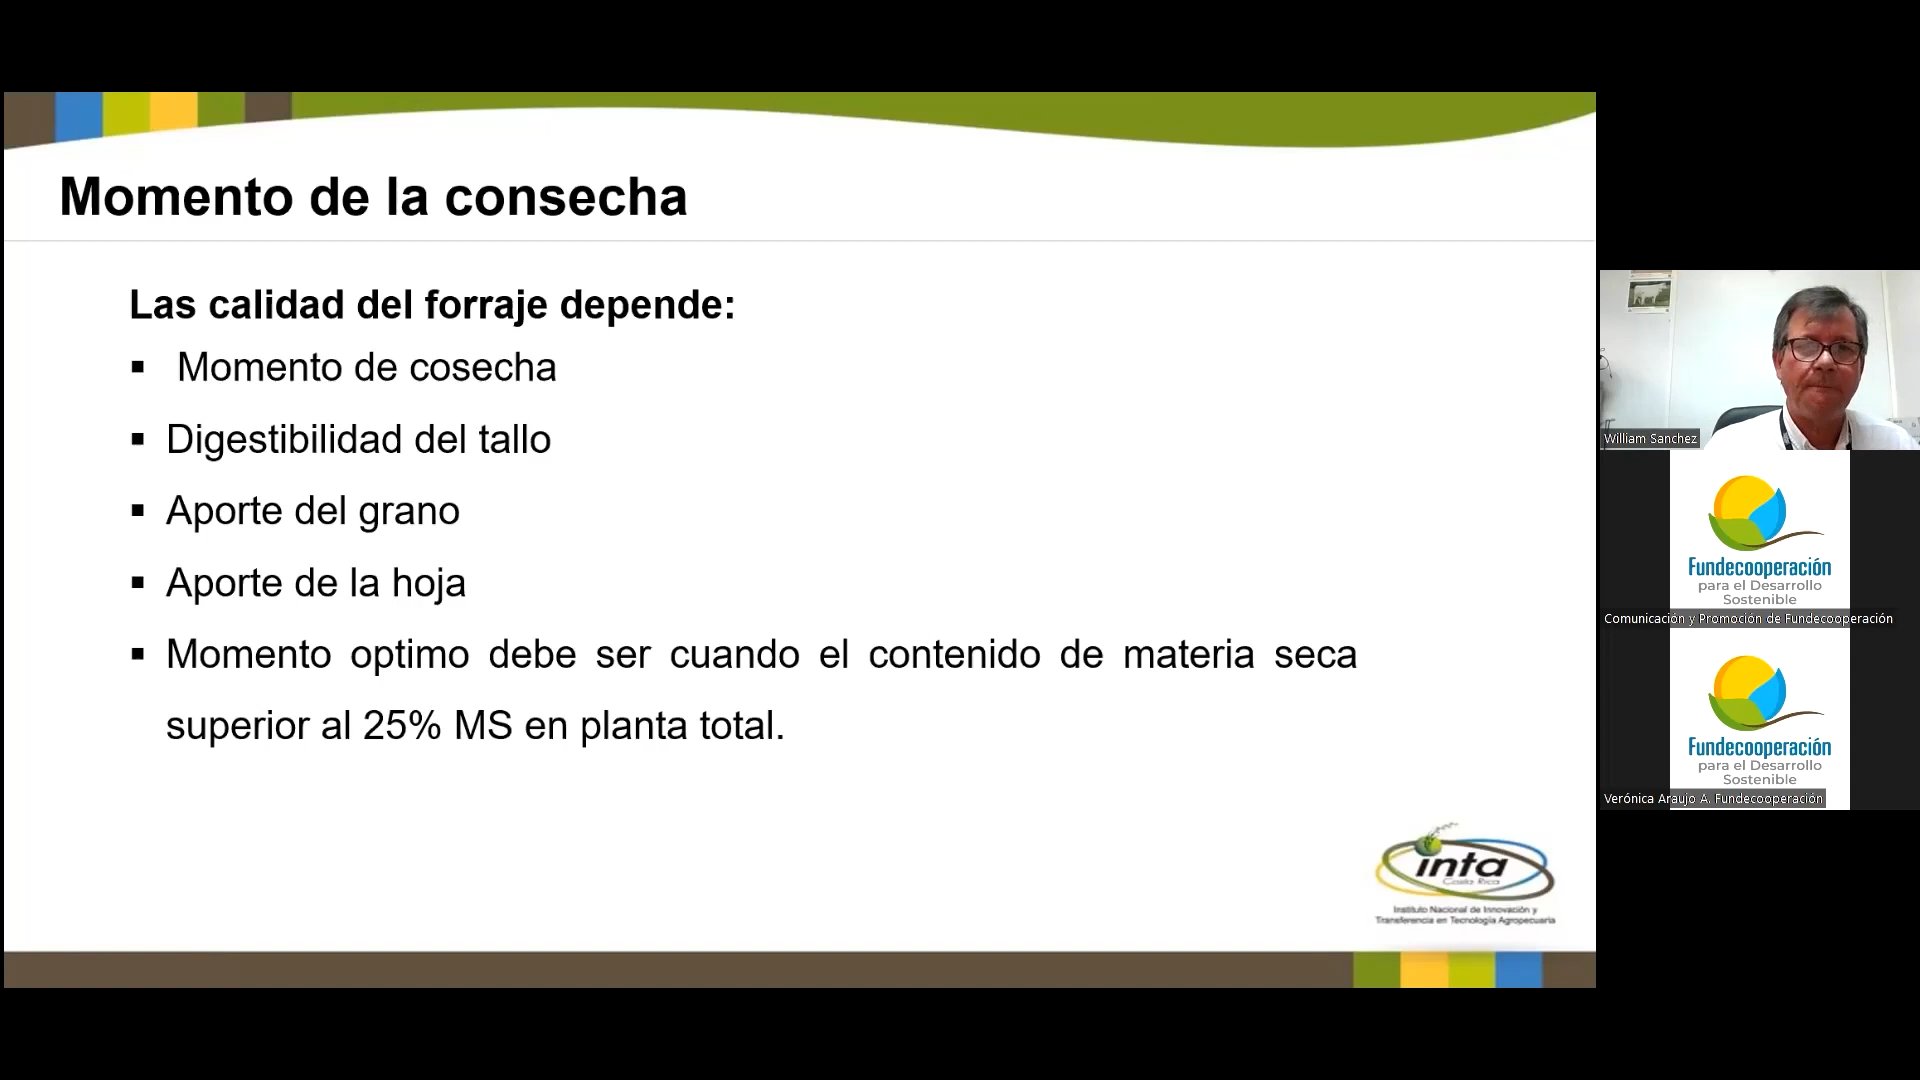 Momento de la consecha
Las calidad del forraje depende:
▪ Momento de cosecha
▪ Digestibilidad del tallo
▪ Aporte del grano
▪ Aporte de la hoja
▪ Momento optimo debe ser cuando el contenido de materia seca
superior al 25% MS en planta total.
inta
Costa Rica
Instituto Nacional de Innovación y
Transferencia en Tecnología Agropecuaria
William Sanchez
Fundecooperación
para el Desarrollo
Sostenible
Comunicación y Promoción de Fundecooperación
Fundecooperación
para el Desarrollo
Sostenible
Verónica Araujo A. Fundecooperación